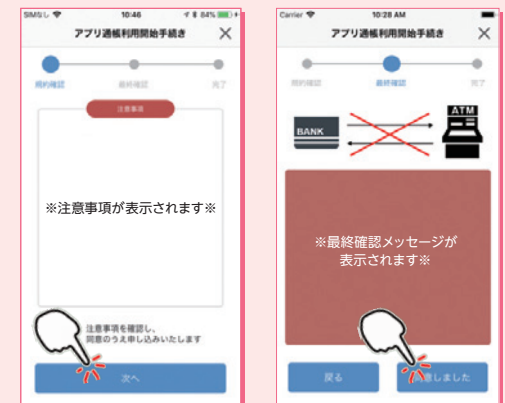 SIMなし 10:46 84%
アプリ通帳利用開始手続き ×
規約確認 最終確認 完了
注意事項
※注意事項が表示されます※
注意事項を確認し、
同意のうえ申し込みいたします
次へ
Carrier 10:28 AM
アプリ通帳利用開始手続き ×
規約確認 最終確認 完了
BANK ATM
※最終確認メッセージが
表示されます※
戻る 意しました